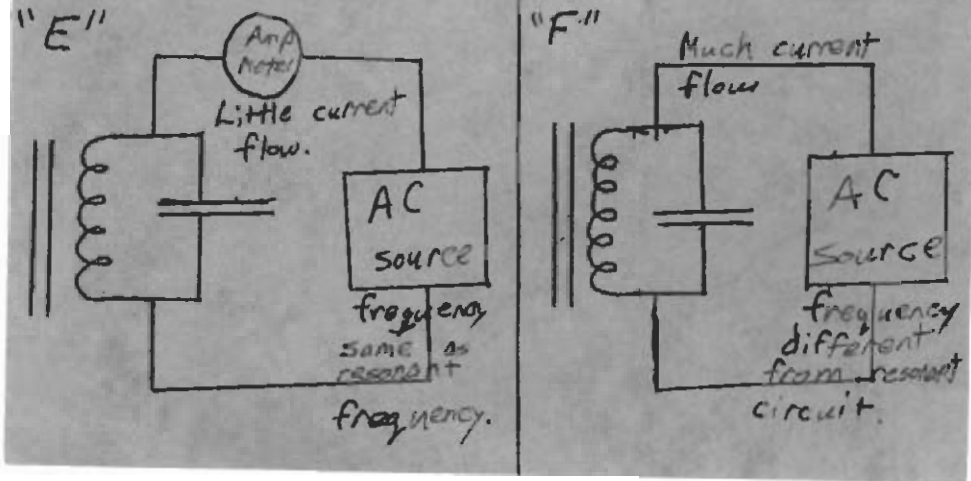 "E"
Amp
Meter
Little current
flow.
AC
source
frequency
same as
resonant
frequency.
"F"
Much current
flow
AC
source
frequency
different
from resonant
circuit.